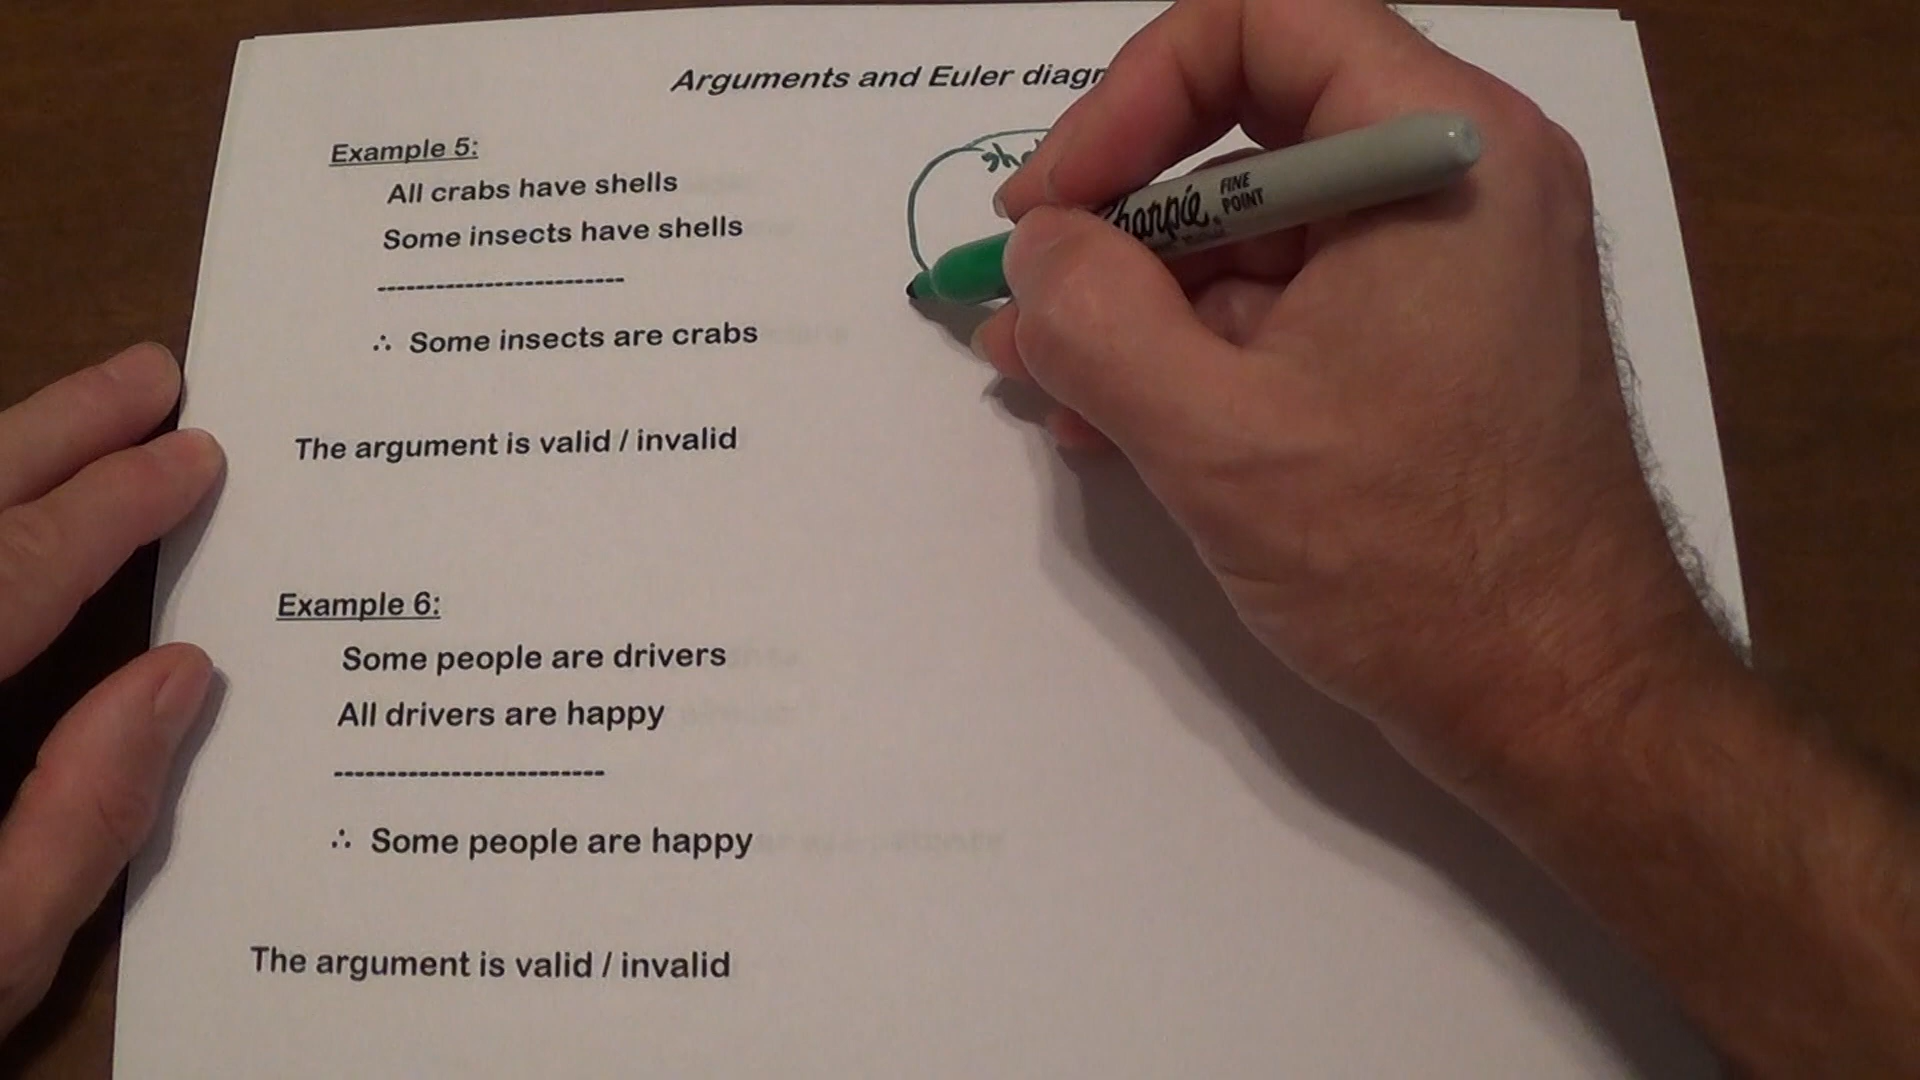 Arguments and Euler
Example 5:
All crabs have shells
Some insects have shells
-------------------------
∴ Some insects are crabs
The argument is valid / invalid
Example 6:
Some people are drivers
All drivers are happy
-------------------------
∴ Some people are happy
The argument is valid / invalid
Sharpie
FINE
POINT